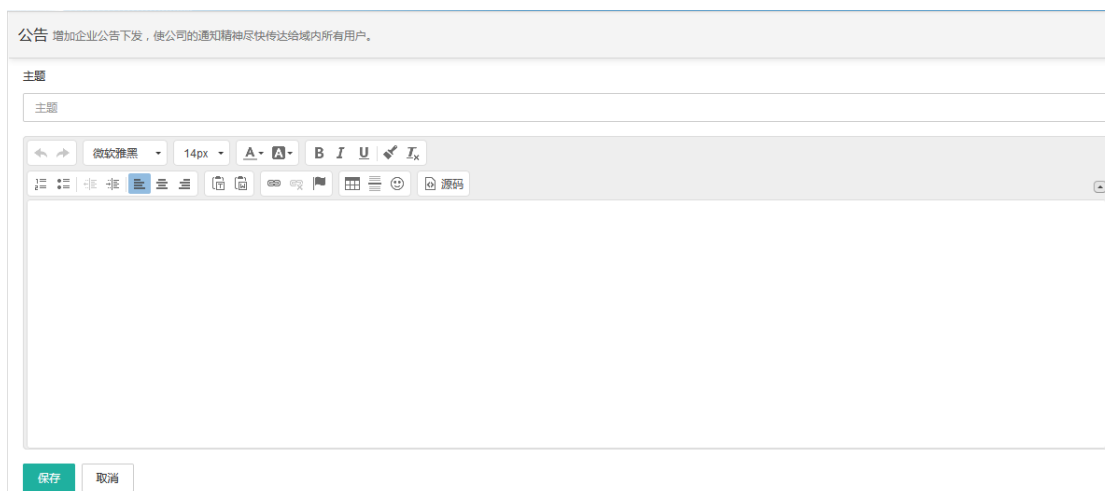 公告 增加企业公告下发，使公司的通知精神尽快传达给域内所有用户。
主题
主题
微软雅黑 14px A A B I U Tx
源码
保存 取消